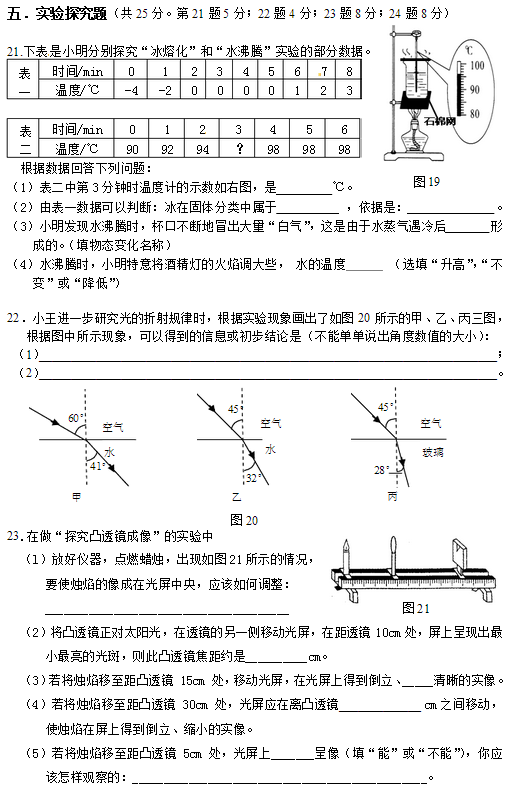 五．实验探究题（共25分。第21题5分；22题4分；23题8分；24题8分）
21.下表是小明分别探究“冰熔化”和“水沸腾”实验的部分数据。
表一 时间/min 0 1 2 3 4 5 6 7 8
温度/℃ -4 -2 0 0 0 0 1 2 3
表二 时间/min 0 1 2 3 4 5 6
温度/℃ 90 92 94 ? 98 98 98
℃
100
90
80
石棉网
图19
根据数据回答下列问题：
（1）表二中第3分钟时温度计的示数如右图，是________℃。
（2）由表一数据可以判断：冰在固体分类中属于_________，依据是：_____________。
（3）小明发现水沸腾时，杯口不断地冒出大量“白气”，这是由于水蒸气遇冷后______形
成的。（填物态变化名称）
（4）水沸腾时，小明特意将酒精灯的火焰调大些， 水的温度_____ （选填“升高”，“不
变”或“降低”）
22．小王进一步研究光的折射规律时，根据实验现象画出了如图20所示的甲、乙、丙三图，
根据图中所示现象，可以得到的信息或初步结论是（不能单单说出角度数值的大小）：
（1）____________________________________________________________；
（2）____________________________________________________________。
60° 空气 水 41° 甲
45° 空气 水 32° 乙
45° 空气 玻璃 28° 丙
图20
23.在做“探究凸透镜成像”的实验中
（1）放好仪器，点燃蜡烛，出现如图21所示的情况，
要使烛焰的像成在光屏中央，应该如何调整：
___________________________________
图21
（2）将凸透镜正对太阳光，在透镜的另一侧移动光屏，在距透镜 10cm处，屏上呈现出最
小最亮的光斑，则此凸透镜焦距约是_________cm。
（3）若将烛焰移至距凸透镜 15cm 处，移动光屏，在光屏上得到倒立、____清晰的实像。
（4）若将烛焰移至距凸透镜 30cm 处，光屏应在离凸透镜____________ cm之间移动，
使烛焰在屏上得到倒立、缩小的实像。
（5）若将烛焰移至距凸透镜 5cm 处，光屏上______呈像（填“能”或“不能”），你应
该怎样观察的：__________________________________________。